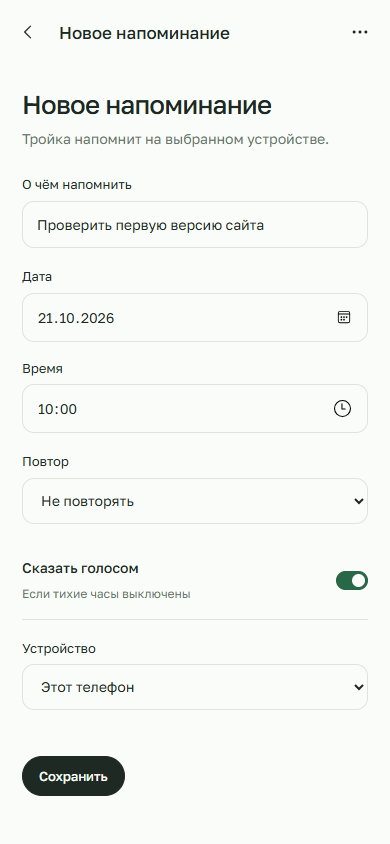 Новое напоминание
Новое напоминание
Тройка напомнит на выбранном устройстве.
О чём напомнить
Проверить первую версию сайта
Дата
21.10.2026
Время
10:00
Повтор
Не повторять
Сказать голосом
Если тихие часы выключены
Устройство
Этот телефон
Сохранить